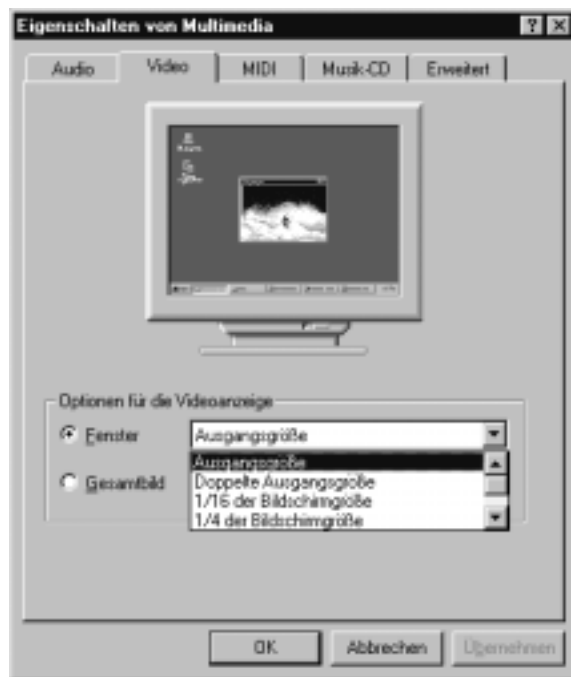 Eigenschaften von Multimedia
Audio Video MIDI Musik-CD Erweitert
Optionen für die Videoanzeige
Fenster Ausgangsgröße
Ausgangsgröße
Gesamtbild Doppelte Ausgangsgröße
1/16 der Bildschirmgröße
1/4 der Bildschirmgröße
OK Abbrechen Übernehmen